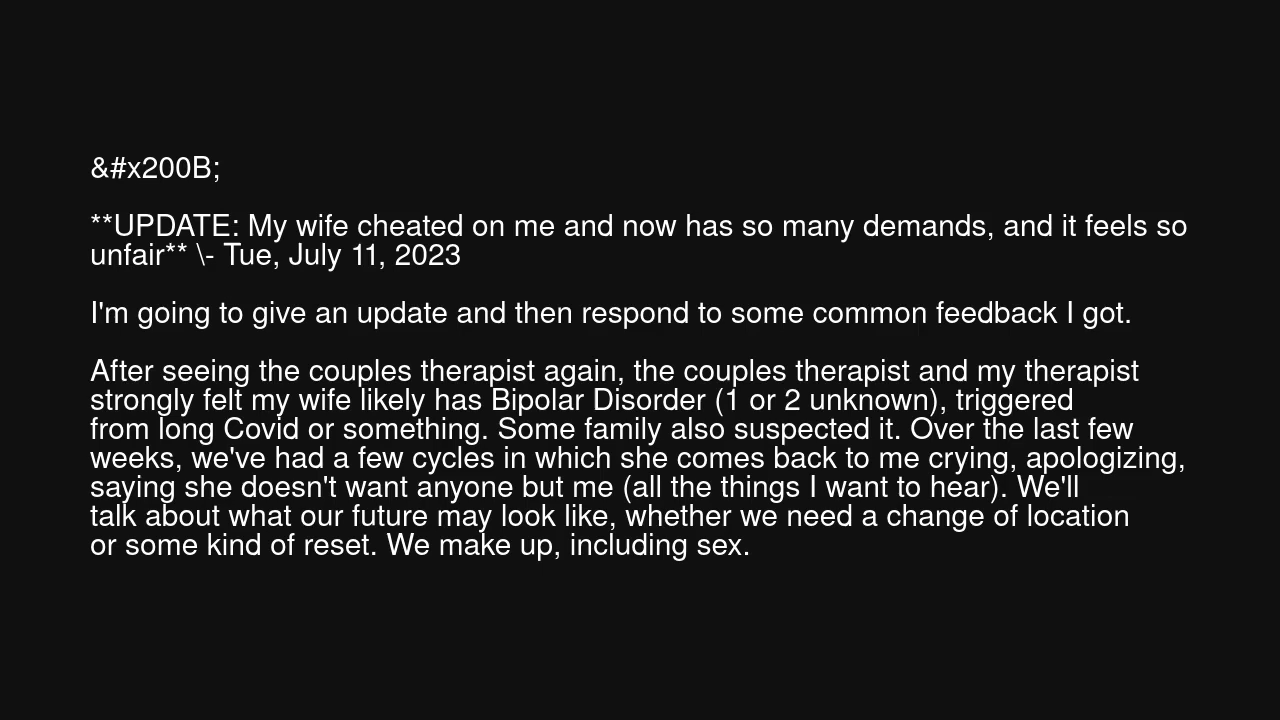 &#x200B;
**UPDATE: My wife cheated on me and now has so many demands, and it feels so
unfair** \- Tue, July 11, 2023
I'm going to give an update and then respond to some common feedback I got.
After seeing the couples therapist again, the couples therapist and my therapist
strongly felt my wife likely has Bipolar Disorder (1 or 2 unknown), triggered
from long Covid or something. Some family also suspected it. Over the last few
weeks, we've had a few cycles in which she comes back to me crying, apologizing,
saying she doesn't want anyone but me (all the things I want to hear). We'll
talk about what our future may look like, whether we need a change of location
or some kind of reset. We make up, including sex.